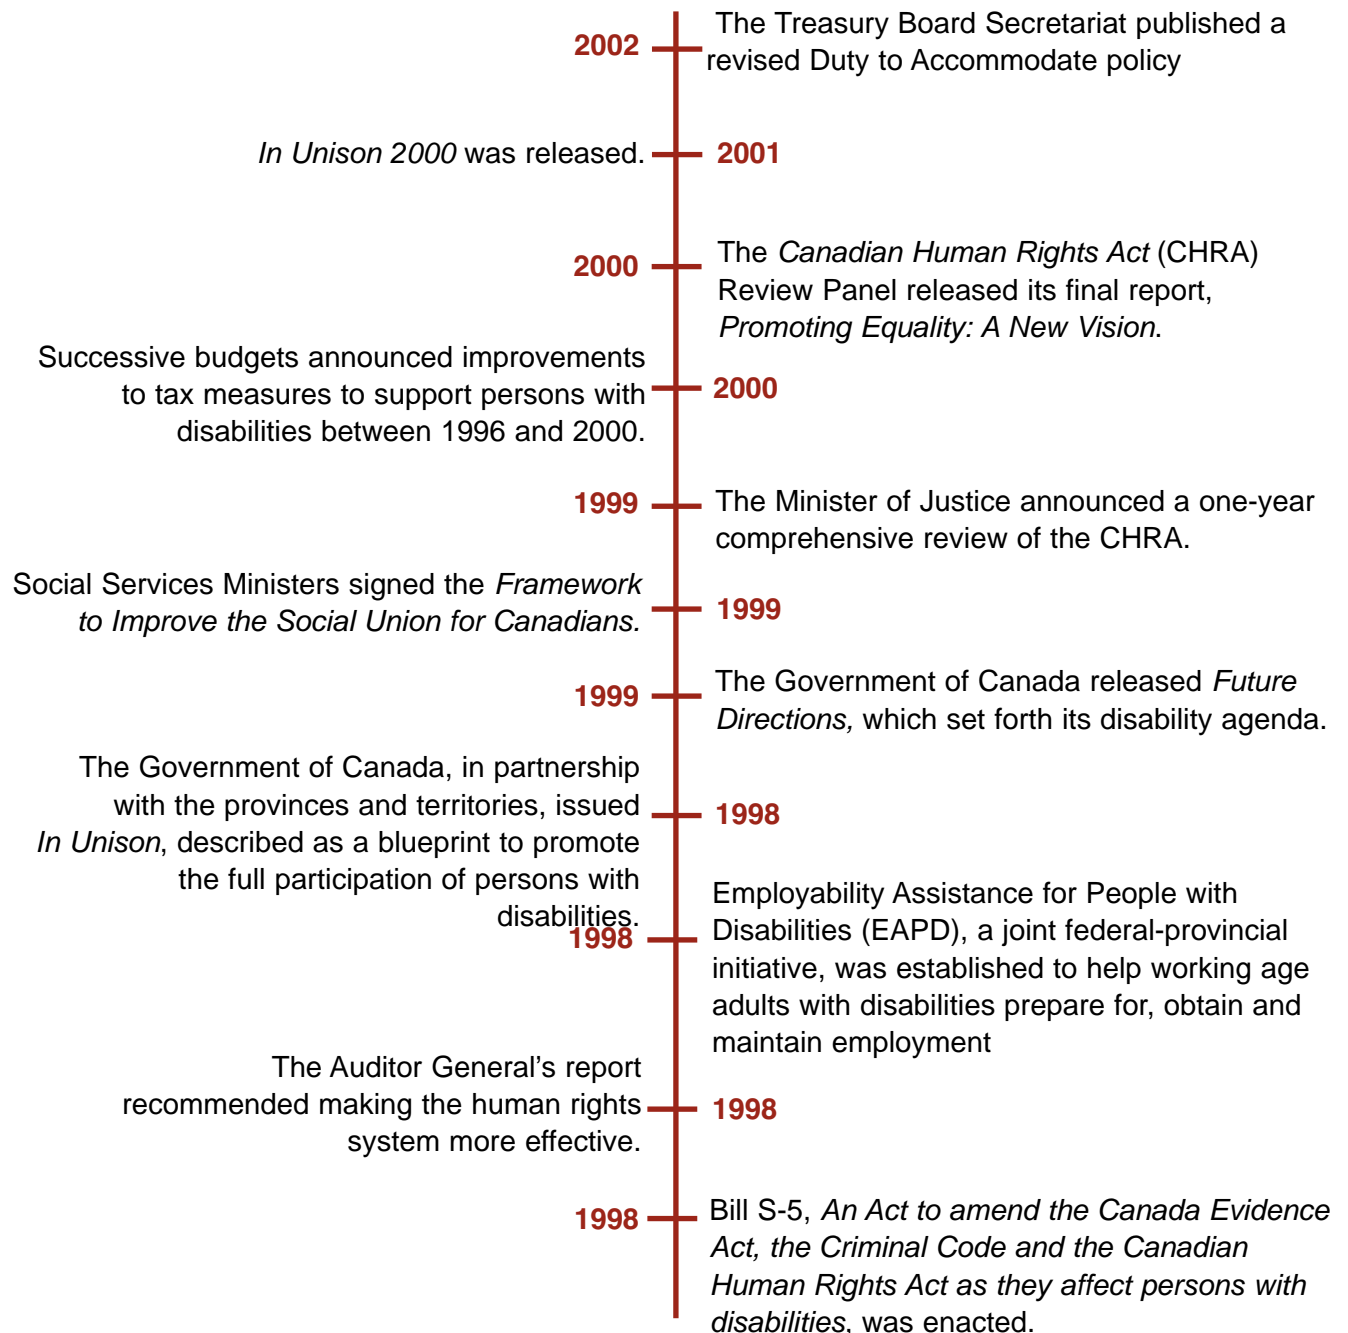 2002
The Treasury Board Secretariat published a
revised Duty to Accommodate policy
In Unison 2000 was released.
2001
2000
The Canadian Human Rights Act (CHRA)
Review Panel released its final report,
Promoting Equality: A New Vision.
Successive budgets announced improvements
to tax measures to support persons with
disabilities between 1996 and 2000.
2000
1999
The Minister of Justice announced a one-year
comprehensive review of the CHRA.
Social Services Ministers signed the Framework
to Improve the Social Union for Canadians.
1999
1999
The Government of Canada released Future
Directions, which set forth its disability agenda.
The Government of Canada, in partnership
with the provinces and territories, issued
In Unison, described as a blueprint to promote
the full participation of persons with
disabilities.
1998
1998
Employability Assistance for People with
Disabilities (EAPD), a joint federal-provincial
initiative, was established to help working age
adults with disabilities prepare for, obtain and
maintain employment
The Auditor General’s report
recommended making the human rights
system more effective.
1998
1998
Bill S-5, An Act to amend the Canada Evidence
Act, the Criminal Code and the Canadian
Human Rights Act as they affect persons with
disabilities, was enacted.